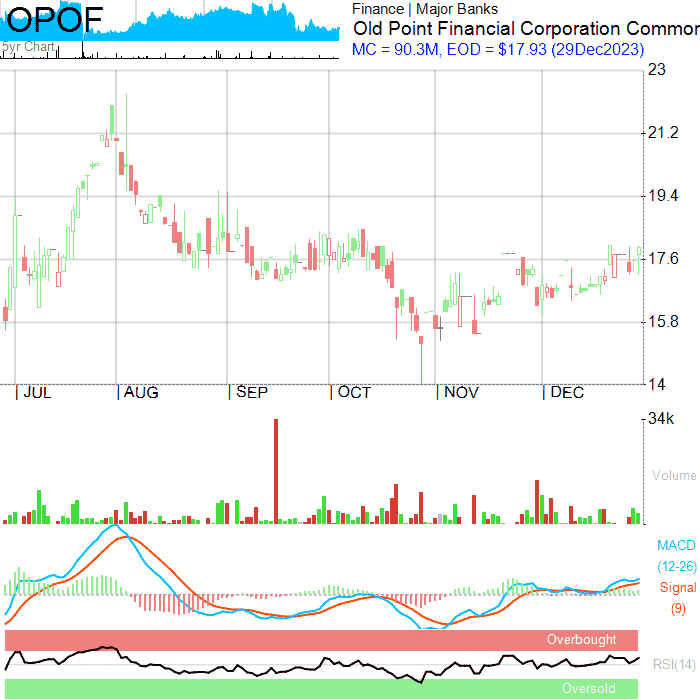 OPOF
5yr Chart
Finance | Major Banks
Old Point Financial Corporation Common
MC = 90.3M, EOD = $17.93 (29Dec2023)
23
21.2
19.4
17.6
15.8
14
| JUL | AUG | SEP | OCT | NOV | DEC
34k
Volume
MACD
(12-26)
Signal
(9)
Overbought
RSI(14)
Oversold